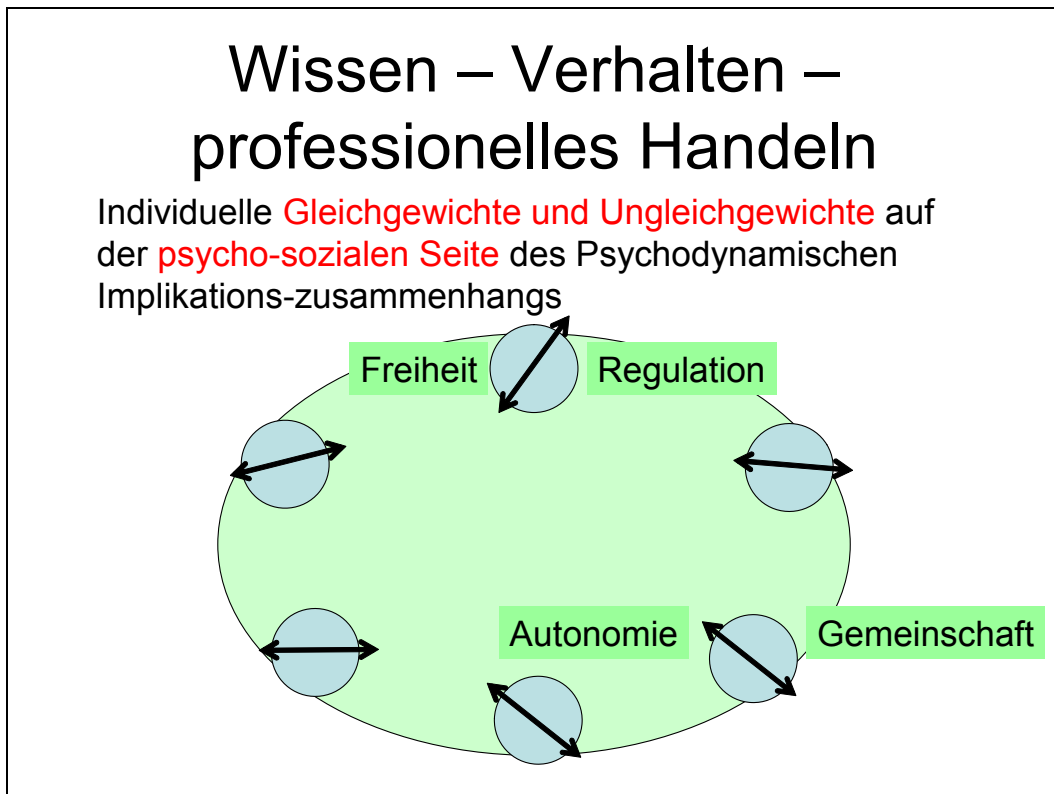 Wissen – Verhalten –
professionelles Handeln
Individuelle Gleichgewichte und Ungleichgewichte auf
der psycho-sozialen Seite des Psychodynamischen
Implikations-zusammenhangs
Freiheit
Regulation
Autonomie
Gemeinschaft